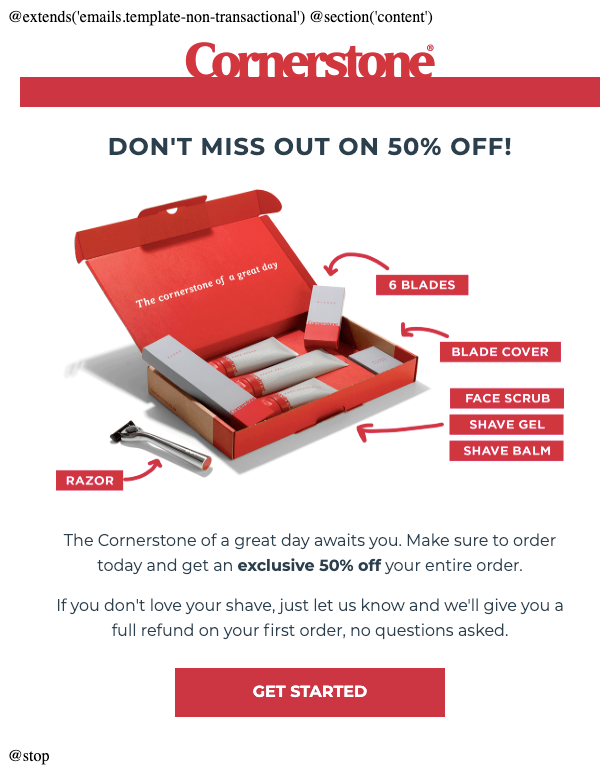 @extends('emails.template-non-transactional') @section('content')
Cornerstone®
DON'T MISS OUT ON 50% OFF!
The cornerstone of a great day
6 BLADES
BLADE COVER
FACE SCRUB
SHAVE GEL
SHAVE BALM
RAZOR
The Cornerstone of a great day awaits you. Make sure to order
today and get an exclusive 50% off your entire order.
If you don't love your shave, just let us know and we'll give you a
full refund on your first order, no questions asked.
GET STARTED
@stop